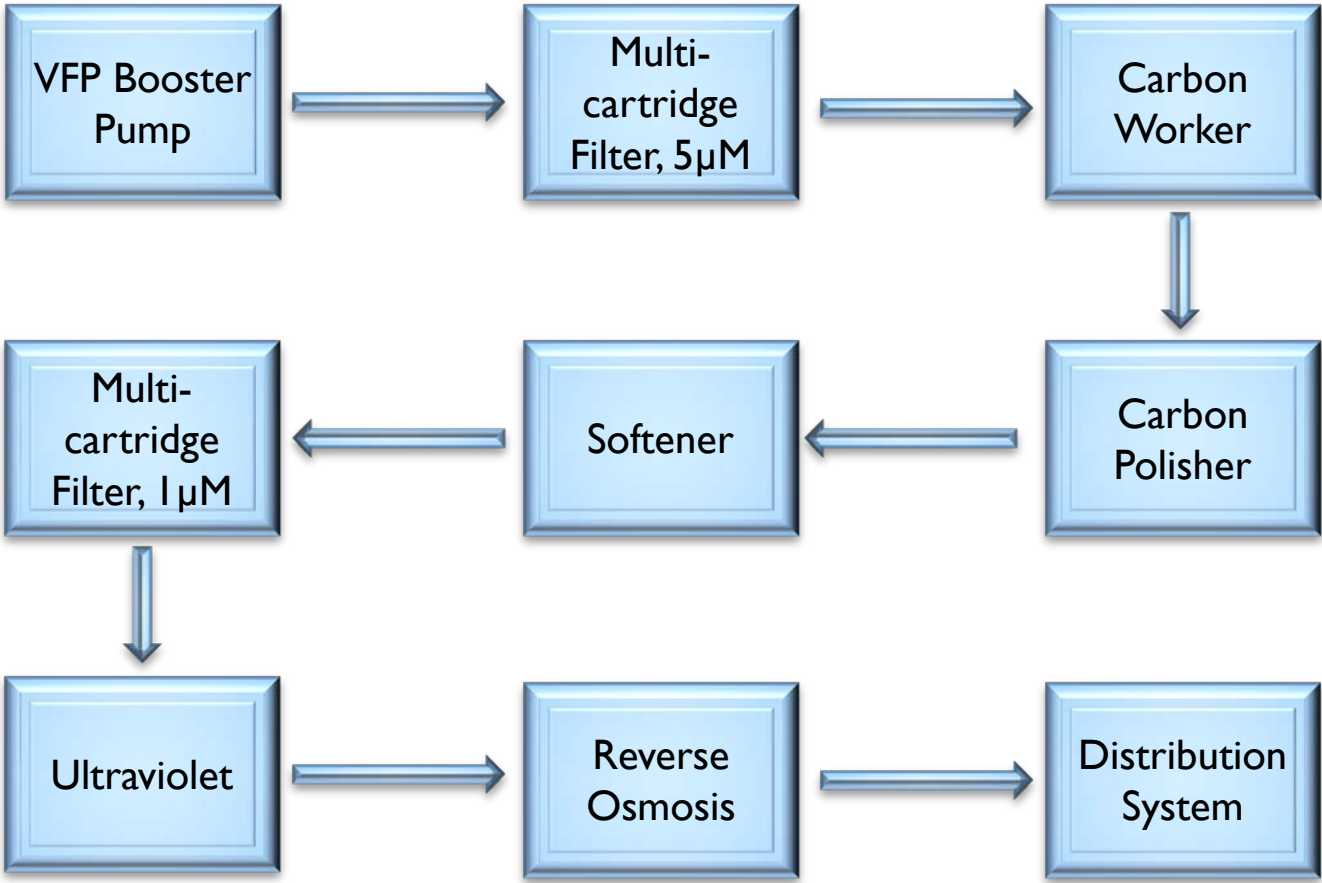 VFP Booster
Pump
Multi-
cartridge
Filter, 5µM
Carbon
Worker
Multi-
cartridge
Filter, 1µM
Softener
Carbon
Polisher
Ultraviolet
Reverse
Osmosis
Distribution
System